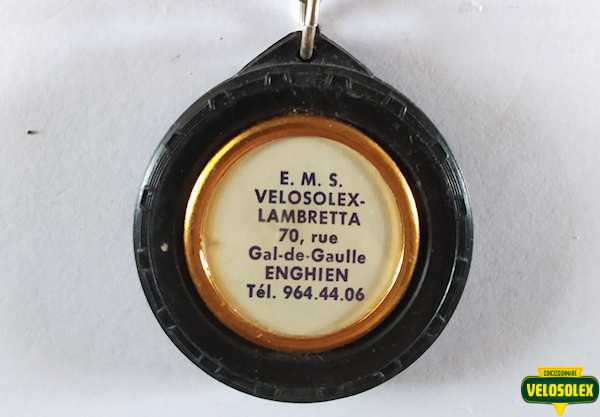 E. M. S.
VELOSOLEX-
LAMBRETTA
70, rue
Gal-de-Gaulle
ENGHIEN
Tél. 964.44.06
CONCESSIONNAIRE
VELOSOLEX